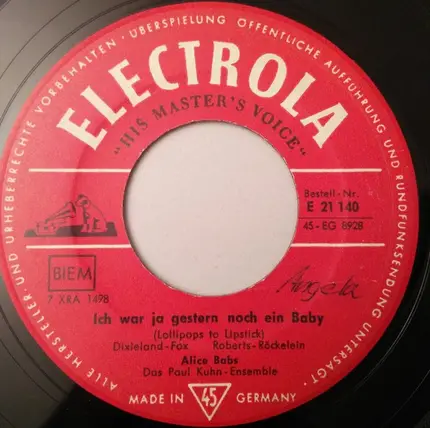 ALLE HERSTELLER UND URHEBERRECHTE VORBEHALTEN · ÜBERSPIELUNG ÖFFENTLICHE AUFFÜHRUNG UND RUNDFUNKSENDUNG UNTERSAGT ·
ELECTROLA
"HIS MASTER'S VOICE"
Bestell-Nr.
E 21 140
45-EG 8928
BIEM
7 XRA 1498
Angela
Ich war ja gestern noch ein Baby
(Lollipops to Lipstick)
Dixieland-Fox Roberts-Röckelein
Alice Babs
Das Paul Kuhn-Ensemble
MADE IN 45 GERMANY